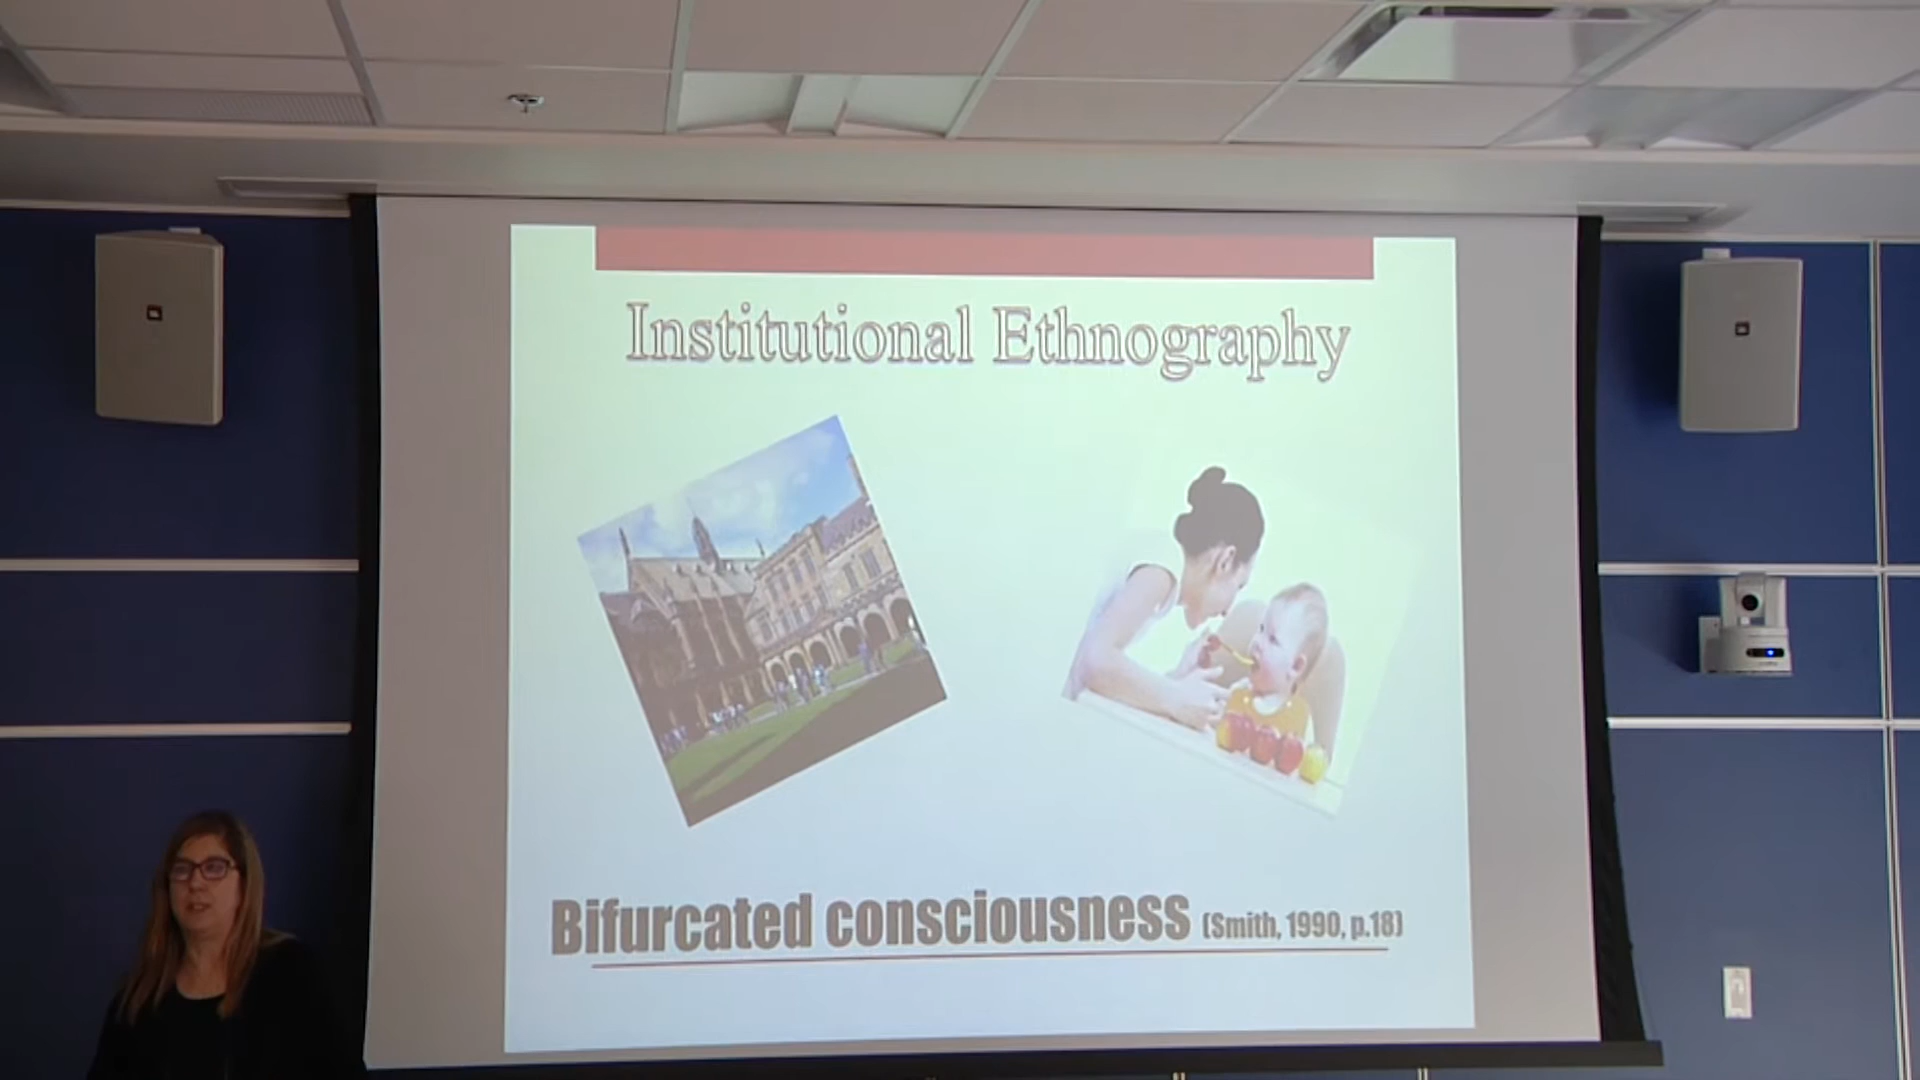 Institutional Ethnography
Bifurcated consciousness (Smith, 1990, p.18)